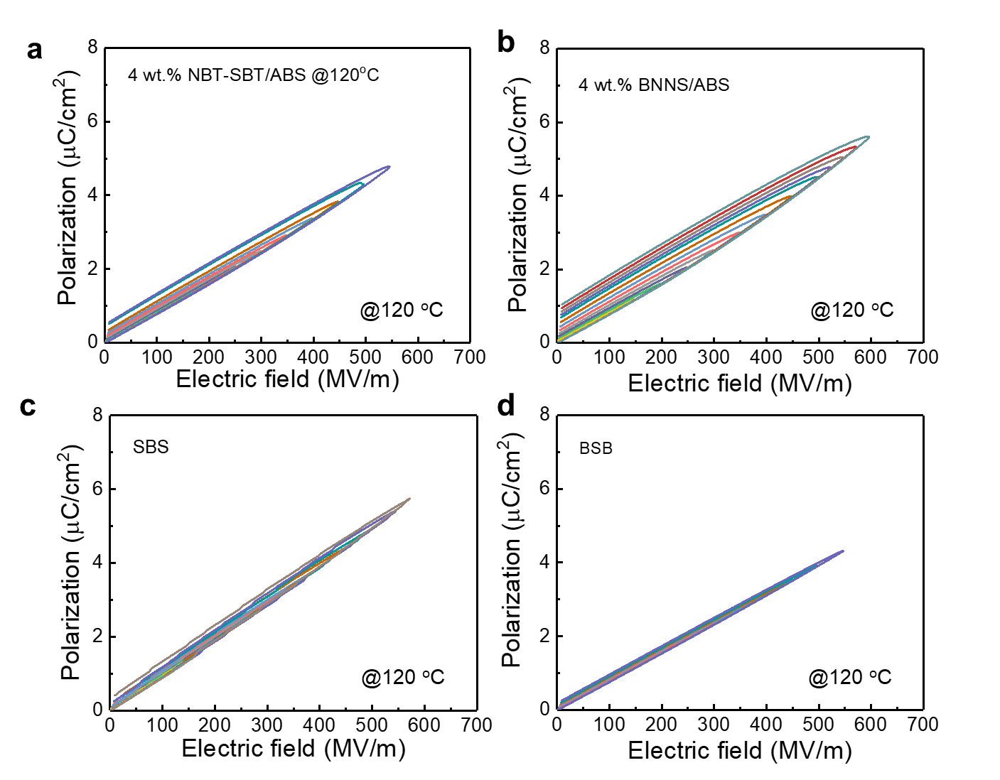 a
8
6
4
2
0
Polarization (μC/cm²)
4 wt.% NBT-SBT/ABS @120°C
@120 °C
0 100 200 300 400 500 600 700
Electric field (MV/m)
b
8
6
4
2
0
Polarization (μC/cm²)
4 wt.% BNNS/ABS
@120 °C
0 100 200 300 400 500 600 700
Electric field (MV/m)
c
8
6
4
2
0
Polarization (μC/cm²)
SBS
@120 °C
0 100 200 300 400 500 600 700
Electric field (MV/m)
d
8
6
4
2
0
Polarization (μC/cm²)
BSB
@120 °C
0 100 200 300 400 500 600 700
Electric field (MV/m)